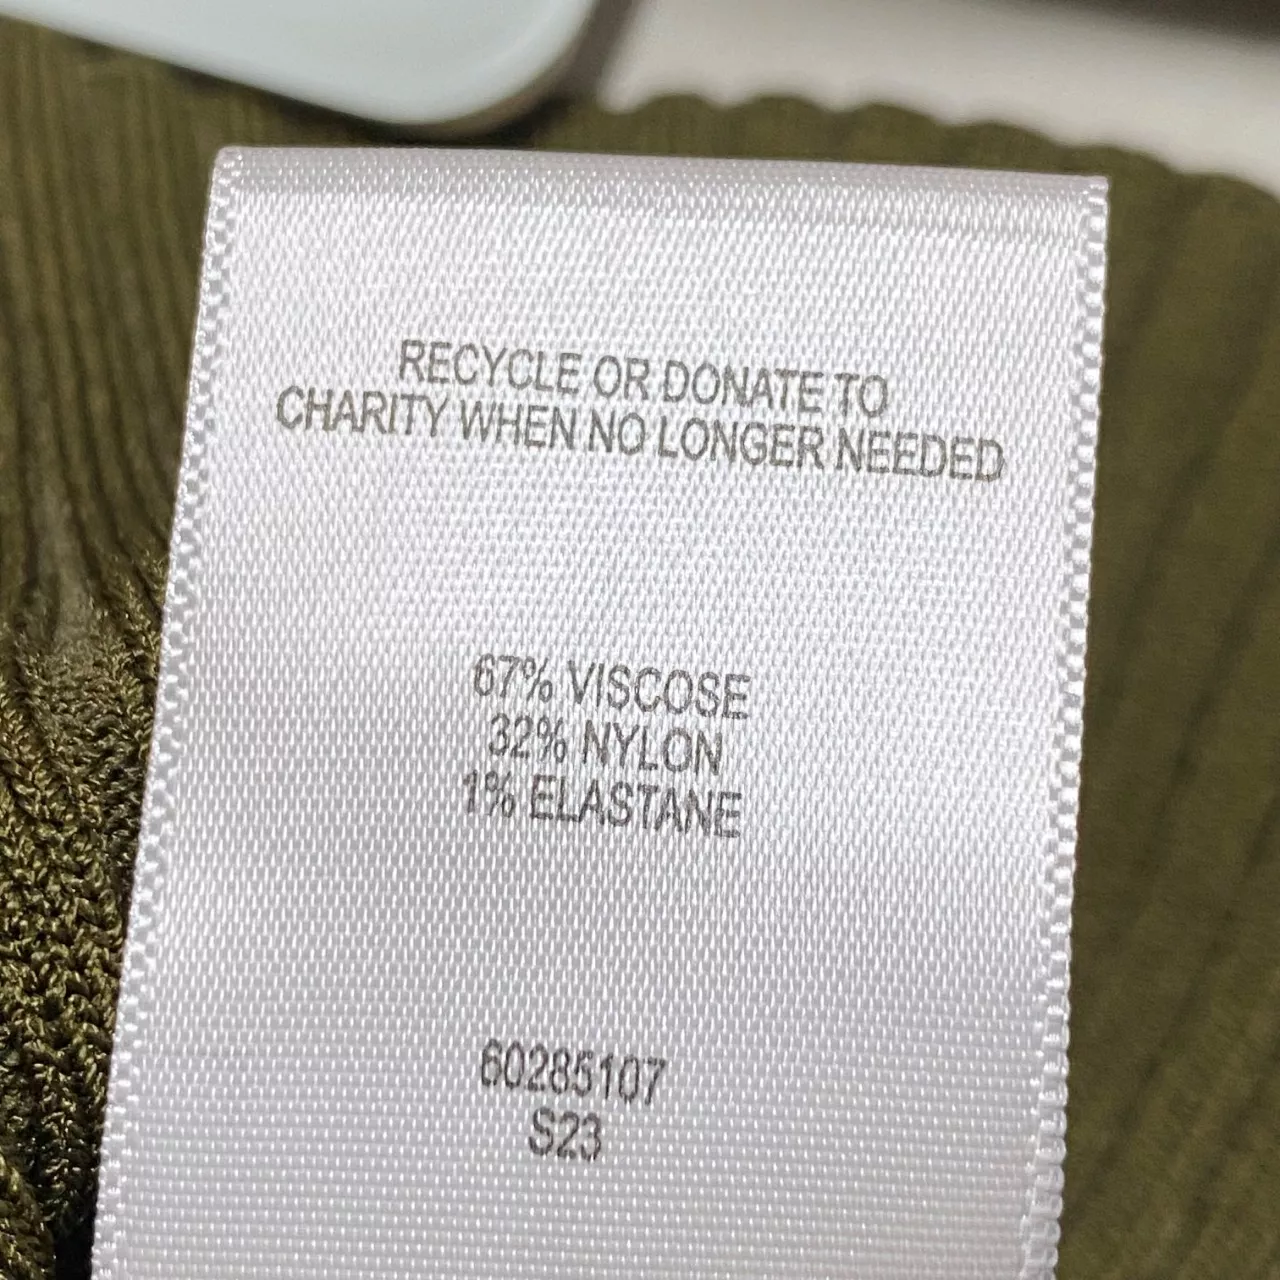 RECYCLE OR DONATE TO
CHARITY WHEN NO LONGER NEEDED
67% VISCOSE
32% NYLON
1% ELASTANE
60285107
S23